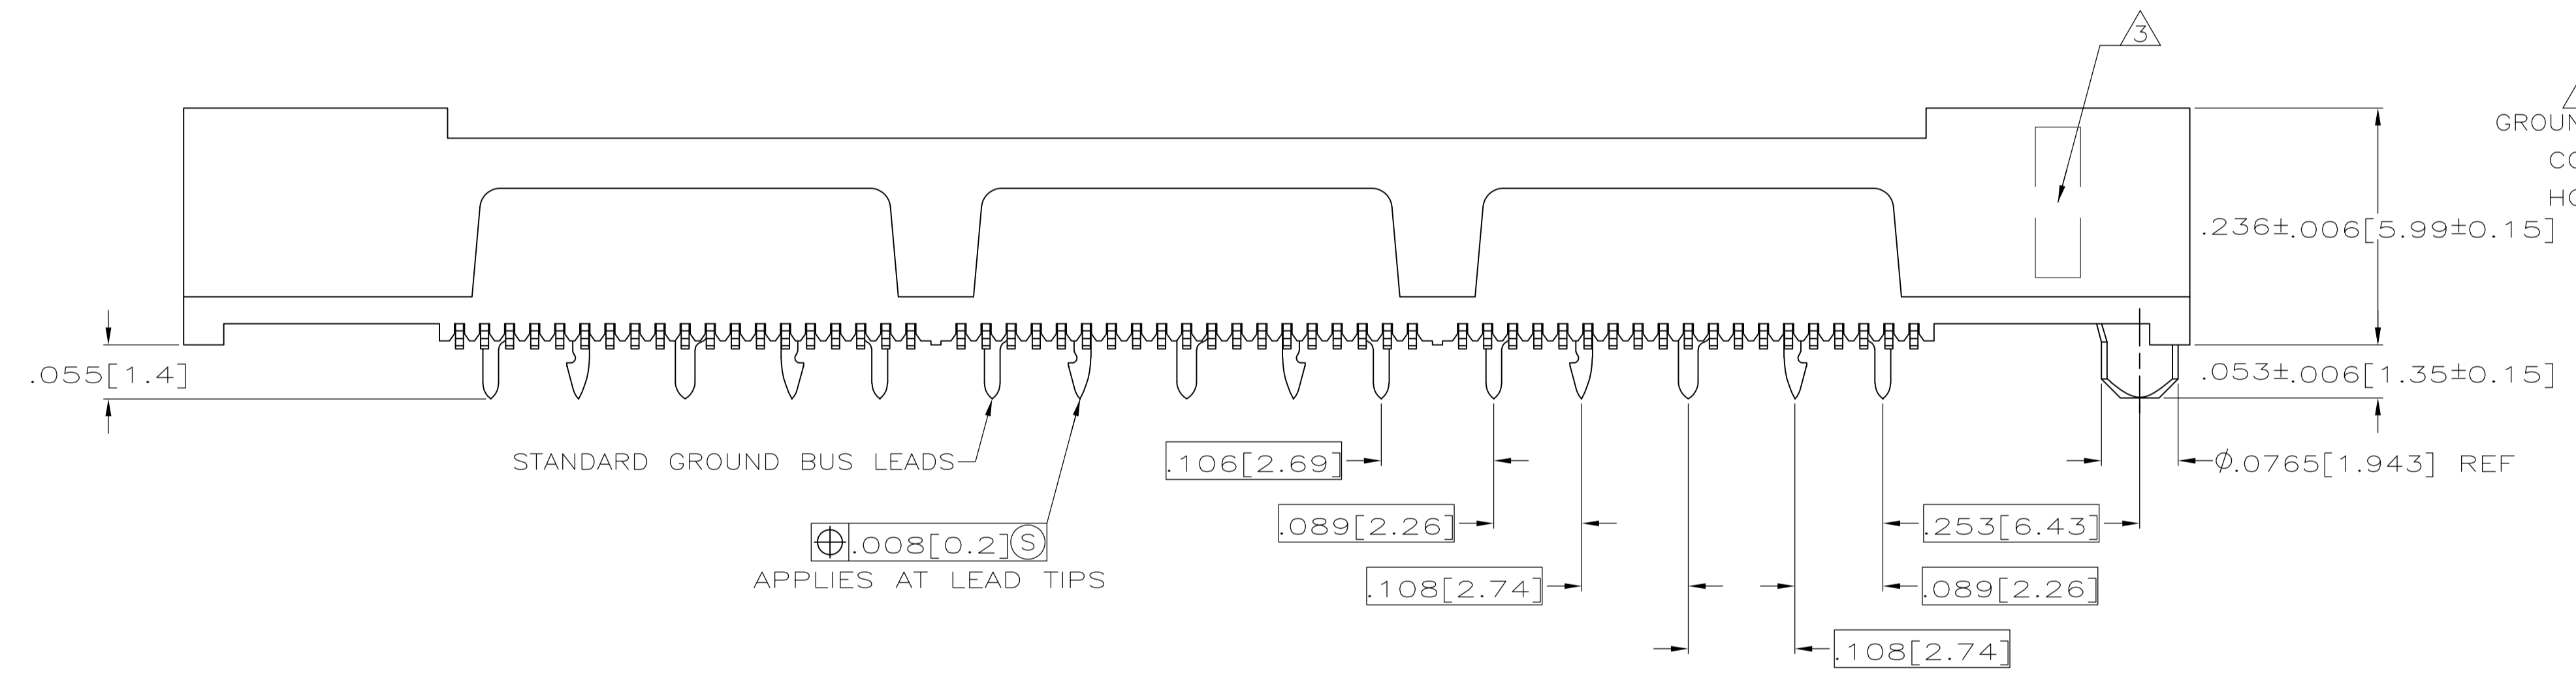 3
GROUN
CO
HO
.236±.006[5.99±0.15]
.055[1.4]
.053±.006[1.35±0.15]
STANDARD GROUND BUS LEADS
.106[2.69]
⌀.0765[1.943] REF
.089[2.26]
.253[6.43]
⌖ .008[0.2]Ⓢ
APPLIES AT LEAD TIPS
.108[2.74]
.089[2.26]
.108[2.74]